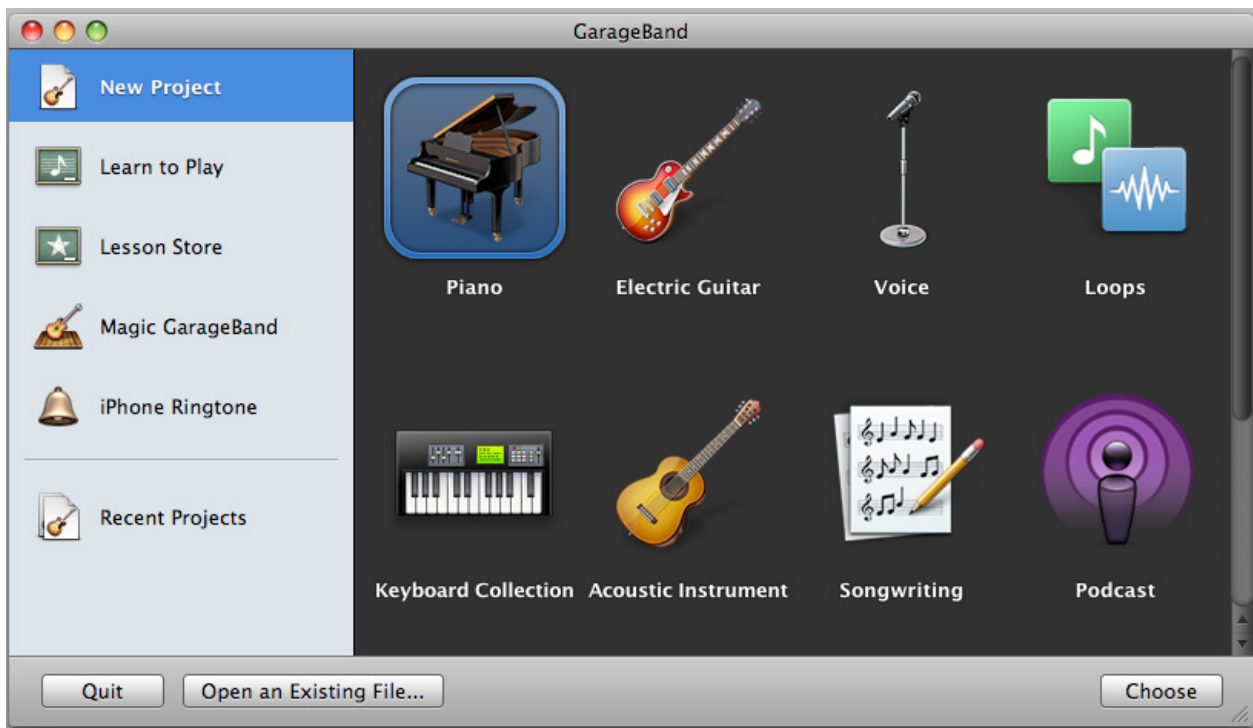 GarageBand
New Project
Learn to Play
Lesson Store
Magic GarageBand
iPhone Ringtone
Recent Projects
Piano
Electric Guitar
Voice
Loops
Keyboard Collection
Acoustic Instrument
Songwriting
Podcast
Quit
Open an Existing File...
Choose